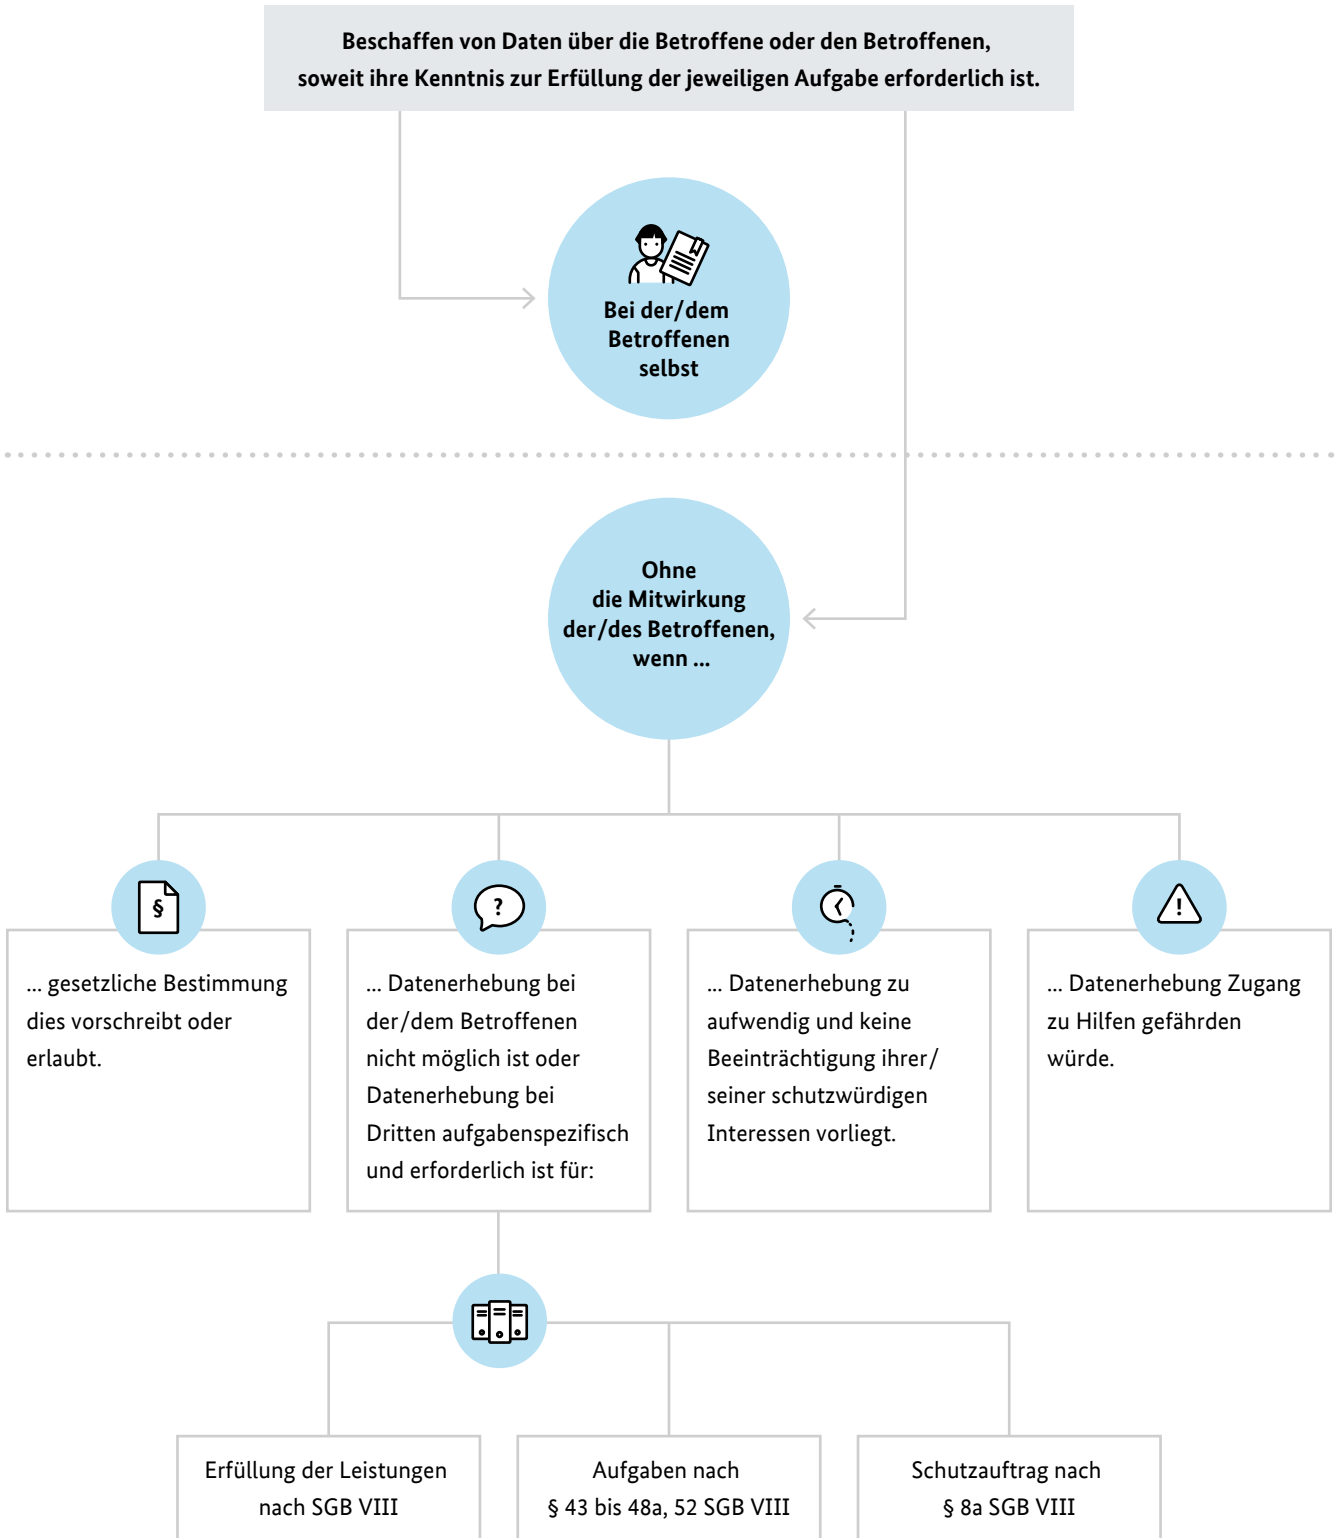 Beschaffen von Daten über die Betroffene oder den Betroffenen,
soweit ihre Kenntnis zur Erfüllung der jeweiligen Aufgabe erforderlich ist.
Bei der/dem
Betroffenen
selbst
Ohne
die Mitwirkung
der/des Betroffenen,
wenn ...
§
... gesetzliche Bestimmung
dies vorschreibt oder
erlaubt.
?
... Datenerhebung bei
der/dem Betroffenen
nicht möglich ist oder
Datenerhebung bei
Dritten aufgabenspezifisch
und erforderlich ist für:
... Datenerhebung zu
aufwendig und keine
Beeinträchtigung ihrer/
seiner schutzwürdigen
Interessen vorliegt.
!
... Datenerhebung Zugang
zu Hilfen gefährden
würde.
Erfüllung der Leistungen
nach SGB VIII
Aufgaben nach
§ 43 bis 48a, 52 SGB VIII
Schutzauftrag nach
§ 8a SGB VIII